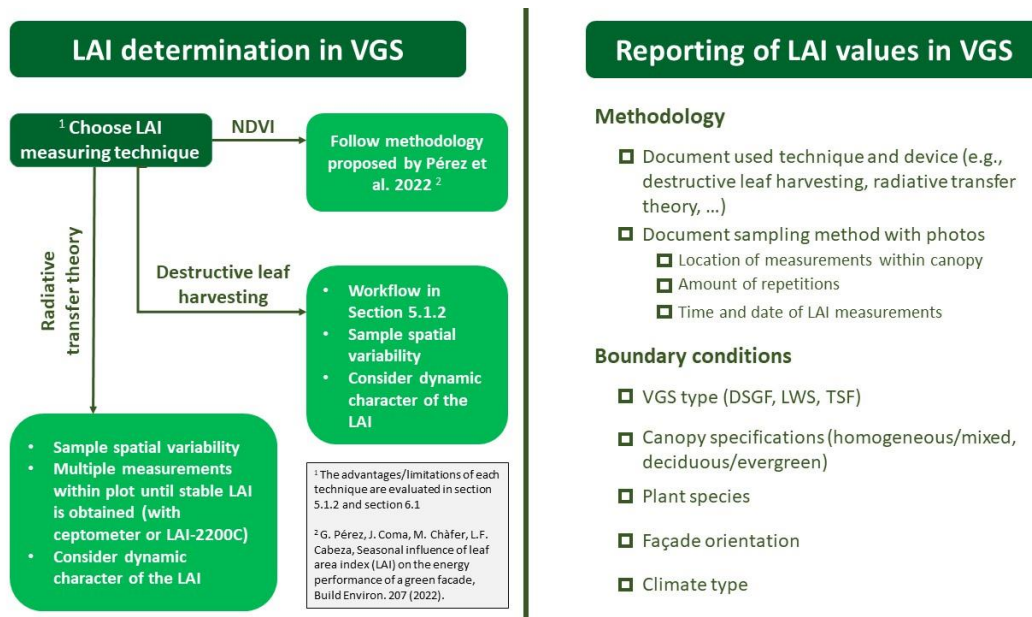 LAI determination in VGS
¹ Choose LAI
measuring technique
NDVI
Follow methodology
proposed by Pérez et
al. 2022 ²
Radiative
transfer theory
Destructive leaf
harvesting
• Workflow in
Section 5.1.2
• Sample spatial
variability
• Consider dynamic
character of the
LAI
• Sample spatial variability
• Multiple measurements
within plot until stable LAI
is obtained (with
ceptometer or LAI-2200C)
• Consider dynamic
character of the LAI
¹ The advantages/limitations of each
technique are evaluated in section
5.1.2 and section 6.1
² G. Pérez, J. Coma, M. Chàfer, L.F.
Cabeza, Seasonal influence of leaf
area index (LAI) on the energy
performance of a green facade,
Build Environ. 207 (2022).
Reporting of LAI values in VGS
Methodology
Document used technique and device (e.g.,
destructive leaf harvesting, radiative transfer
theory, ...)
Document sampling method with photos
Location of measurements within canopy
Amount of repetitions
Time and date of LAI measurements
Boundary conditions
VGS type (DSGF, LWS, TSF)
Canopy specifications (homogeneous/mixed,
deciduous/evergreen)
Plant species
Façade orientation
Climate type